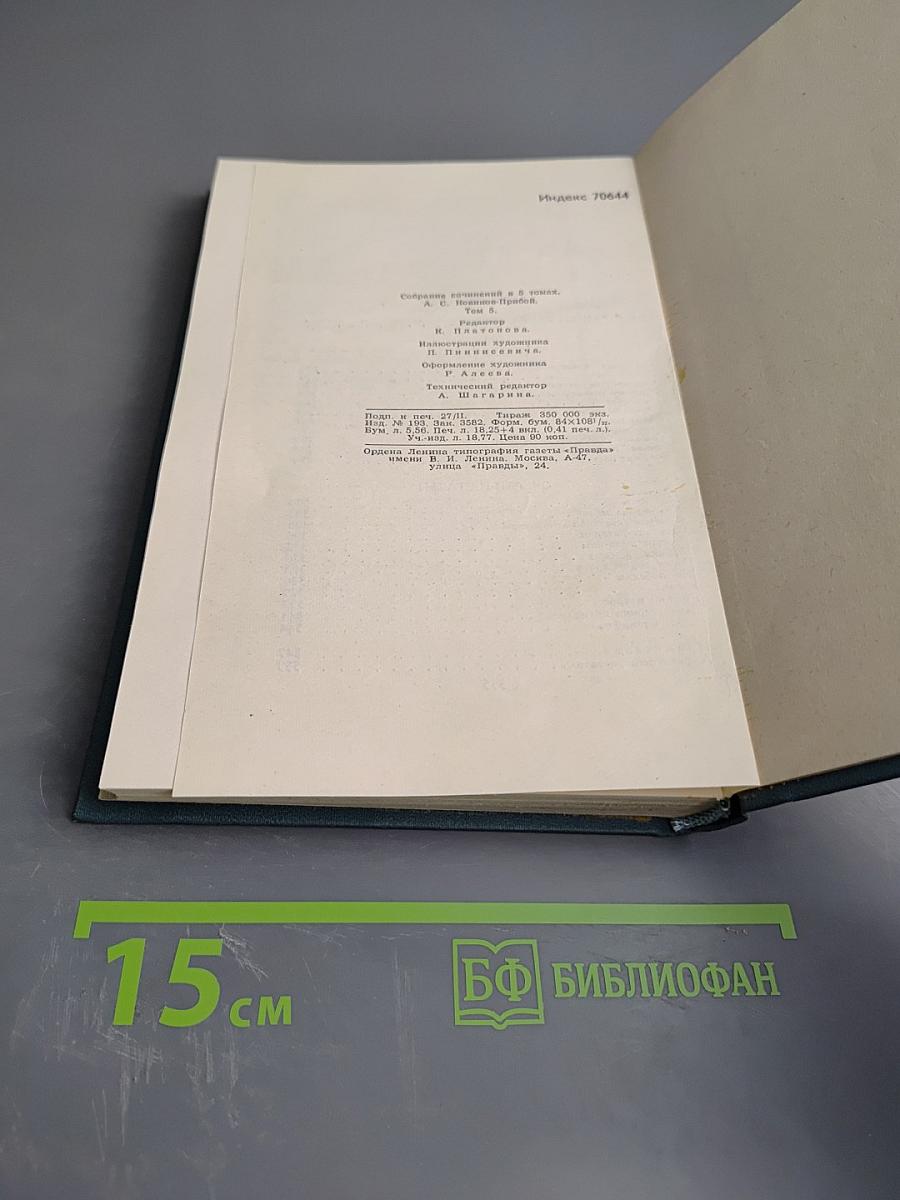 Индекс 70644
Собрание сочинений в 5 томах.
А. С. Новиков-Прибой.
Том 5.
Редактор
К. Платонова.
Иллюстрации художника
П. Пинкисевича.
Оформление художника
Р. Алеева.
Технический редактор
А. Шагарина.
Подп. к печ. 27/II. Тираж 350 000 экз.
Изд. № 193. Зак. 3582. Форм. бум. 84×108¹/₃₂.
Бум. л. 5,56. Печ. л. 18,25+4 вкл. (0,41 печ. л.).
Уч.-изд. л. 18,77. Цена 90 коп.
Ордена Ленина типография газеты «Правда»
имени В. И. Ленина. Москва, А-47,
улица «Правды», 24.
15 см
БФ БИБЛИОФАН